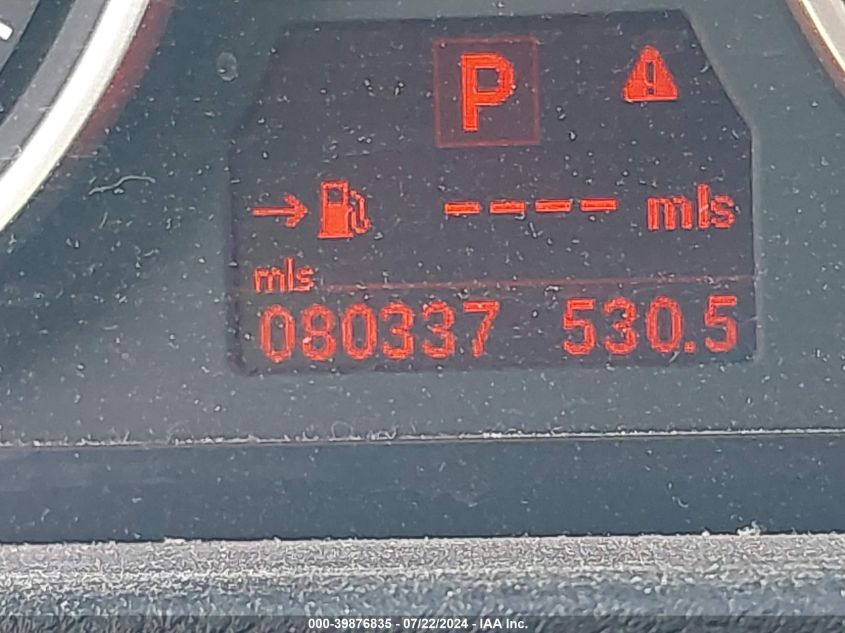 P
→ ---- mls
mls
080337 530.5
000-39876835 - 07/22/2024 - IAA Inc.